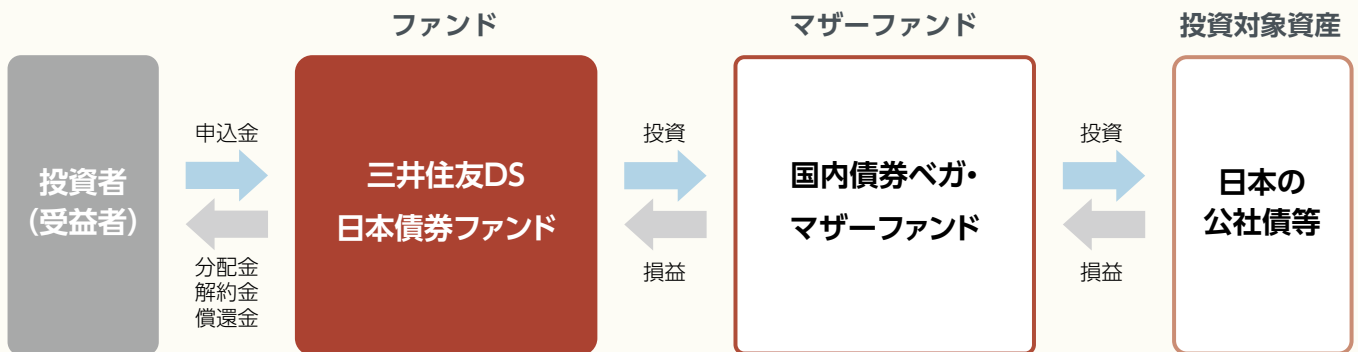 ファンド
マザーファンド
投資対象資産
投資者
(受益者)
申込金
分配金
解約金
償還金
三井住友DS
日本債券ファンド
投資
損益
国内債券ベガ・
マザーファンド
投資
損益
日本の
公社債等